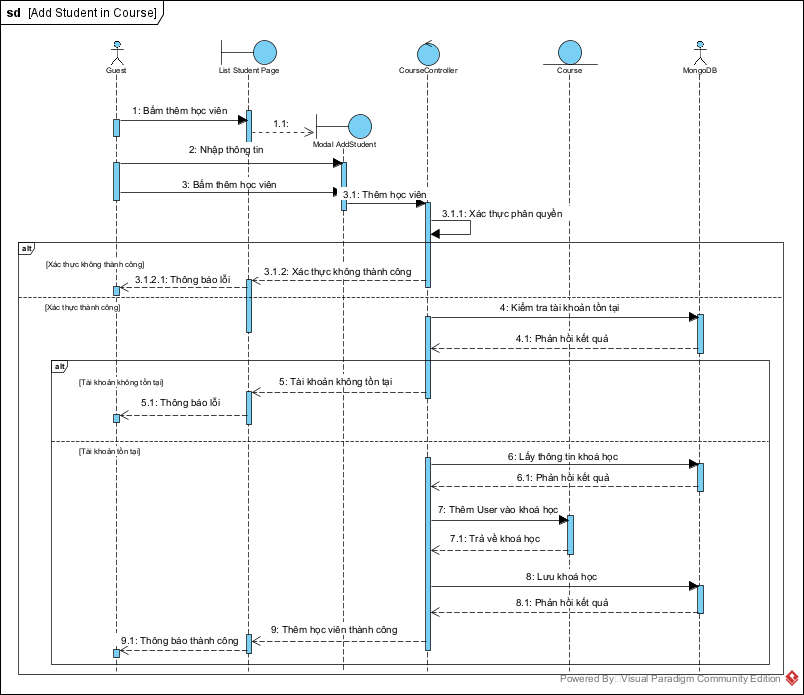 sd [Add Student in Course]
Guest
List Student Page
CourseController
Course
MongoDB
1: Bấm thêm học viên
1.1:
Modal AddStudent
2: Nhập thông tin
3: Bấm thêm học viên
3.1: Thêm học viên
3.1.1: Xác thực phân quyền
alt
[Xác thực không thành công]
3.1.2: Xác thực không thành công
3.1.2.1: Thông báo lỗi
[Xác thực thành công]
4: Kiểm tra tài khoản tồn tại
4.1: Phản hồi kết quả
alt
[Tài khoản không tồn tại]
5: Tài khoản không tồn tại
5.1: Thông báo lỗi
[Tài khoản tồn tại]
6: Lấy thông tin khoá học
6.1: Phản hồi kết quả
7: Thêm User vào khoá học
7.1: Trả về khoá học
8: Lưu khoá học
8.1: Phản hồi kết quả
9: Thêm học viên thành công
9.1: Thông báo thành công
Powered By Visual Paradigm Community Edition